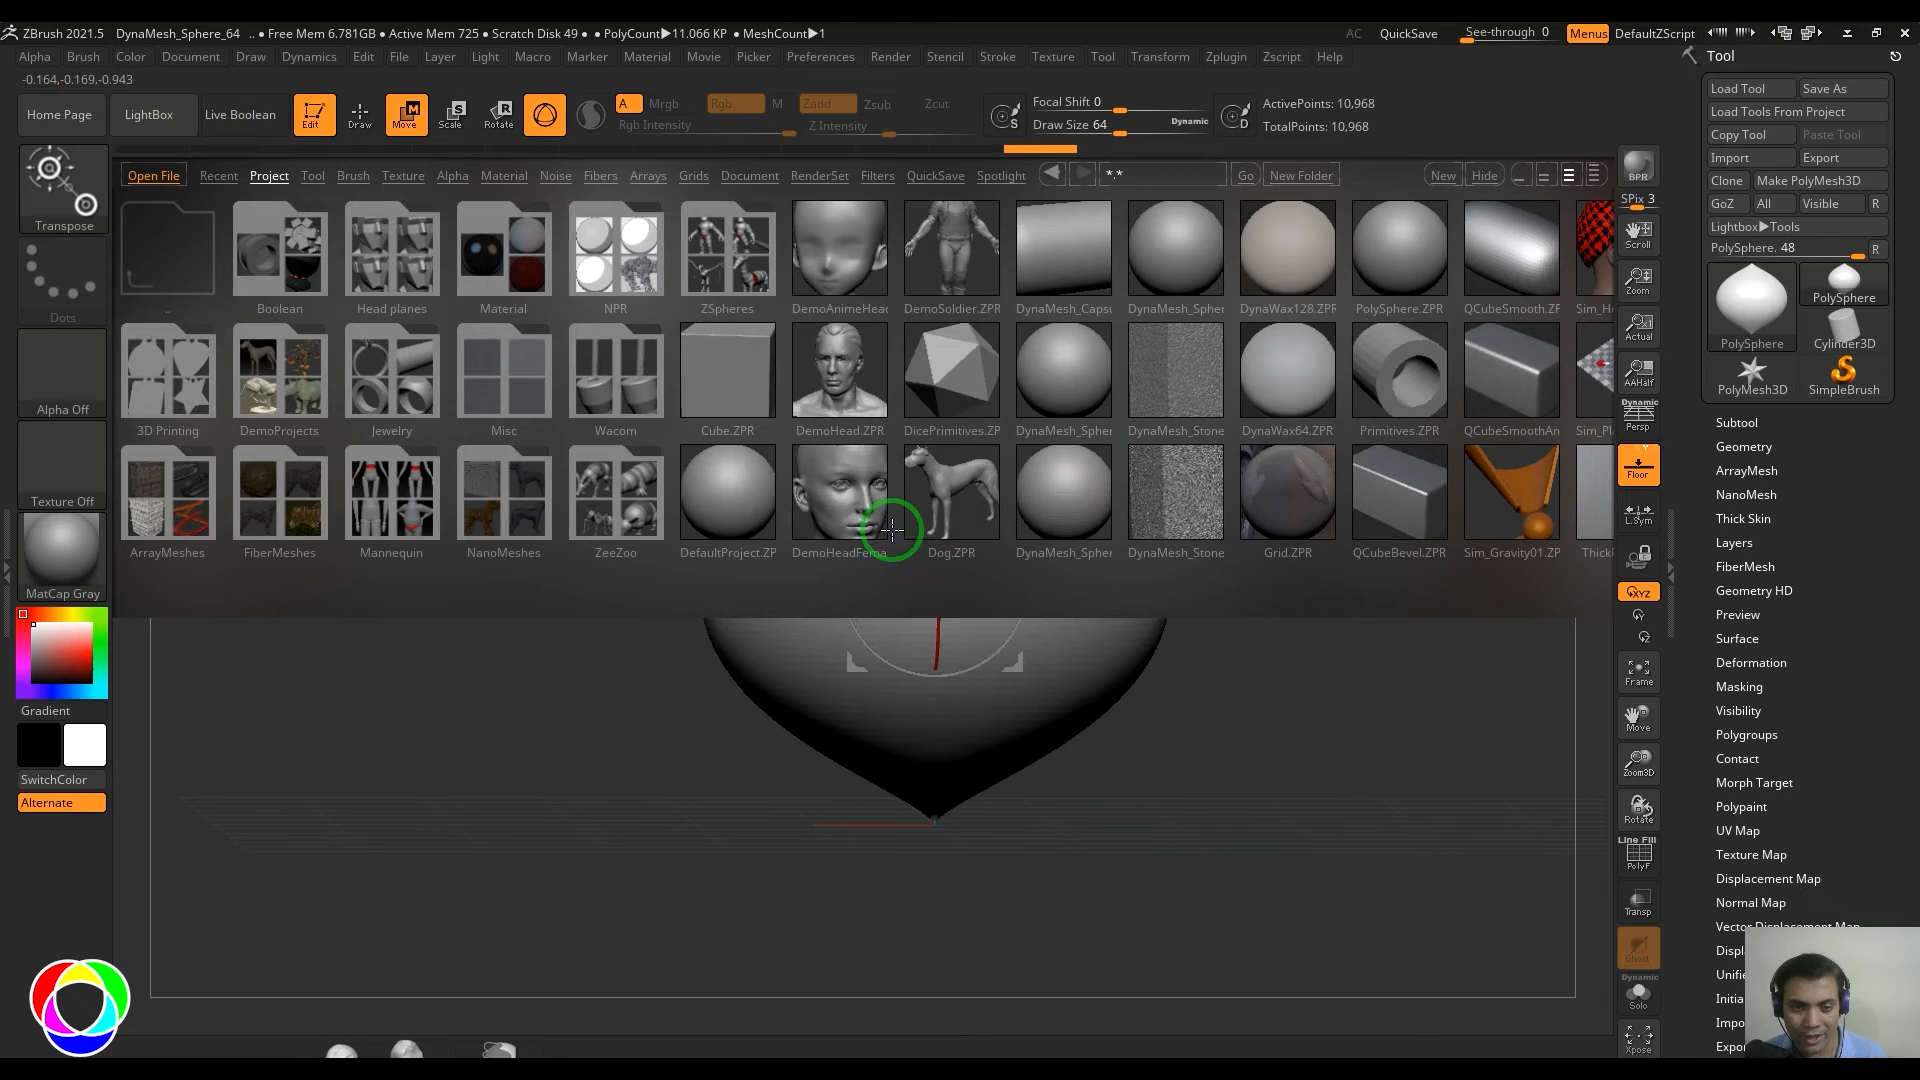 ZBrush 2021.5 DynaMesh_Sphere_64 .. ● Free Mem 6.781GB ● Active Mem 725 ● Scratch Disk 49 ● ● PolyCount▶11.066 KP ● MeshCount▶1 AC QuickSave See-through 0 Menus DefaultZScript
Alpha Brush Color Document Draw Dynamics Edit File Layer Light Macro Marker Material Movie Picker Preferences Render Stencil Stroke Texture Tool Transform Zplugin Zscript Help
-0.164,-0.169,-0.943
Home Page LightBox Live Boolean Edit Draw Move Scale Rotate
A Mrgb Rgb M Zadd Zsub Zcut
Rgb Intensity Z Intensity
S Focal Shift 0
Draw Size 64 Dynamic D
ActivePoints: 10,968
TotalPoints: 10,968
Open File Recent Project Tool Brush Texture Alpha Material Noise Fibers Arrays Grids Document RenderSet Filters QuickSave Spotlight *.* Go New Folder New Hide
.. Boolean Head planes Material NPR ZSpheres DemoAnimeHead DemoSoldier.ZPR DynaMesh_Capsu DynaMesh_Spher DynaWax128.ZPR PolySphere.ZPR QCubeSmooth.ZP Sim_H
3D Printing DemoProjects Jewelry Misc Wacom Cube.ZPR DemoHead.ZPR DicePrimitives.ZP DynaMesh_Spher DynaMesh_Stone DynaWax64.ZPR Primitives.ZPR QCubeSmoothAn Sim_Pl
ArrayMeshes FiberMeshes Mannequin NanoMeshes ZeeZoo DefaultProject.ZP DemoHeadFema Dog.ZPR DynaMesh_Spher DynaMesh_Stone Grid.ZPR QCubeBevel.ZPR Sim_Gravity01.ZP Thick
Transpose
Dots
Alpha Off
Texture Off
MatCap Gray
Gradient
SwitchColor
Alternate
BPR
SPix 3
Scroll
Zoom
Actual
AAHalf
Dynamic
Persp
Floor
L.Sym
XYZ
Frame
Move
Zoom3D
Rotate
Line Fill
PolyF
Transp
Ghost
Dynamic
Solo
Xpose
Tool
Load Tool Save As
Load Tools From Project
Copy Tool Paste Tool
Import Export
Clone Make PolyMesh3D
GoZ All Visible R
Lightbox▶Tools
PolySphere. 48 R
PolySphere PolySphere
Cylinder3D
PolyMesh3D SimpleBrush
Subtool
Geometry
ArrayMesh
NanoMesh
Thick Skin
Layers
FiberMesh
Geometry HD
Preview
Surface
Deformation
Masking
Visibility
Polygroups
Contact
Morph Target
Polypaint
UV Map
Texture Map
Displacement Map
Normal Map
Vector Displacement Map
Displ
Unifie
Initia
Impo
Expor